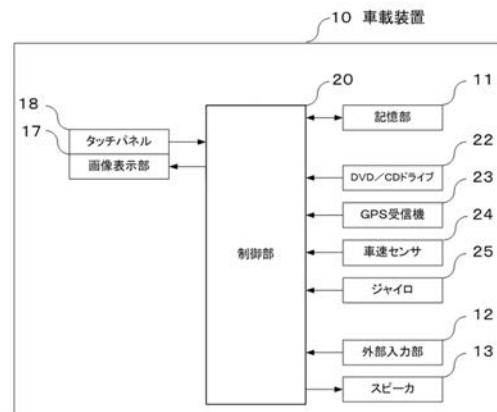 10 車載装置
20
11
18
記憶部
タッチパネル
17
画像表示部
22
DVD/CDドライブ
23
GPS受信機
24
車速センサ
制御部
25
ジャイロ
12
外部入力部
13
スピーカ